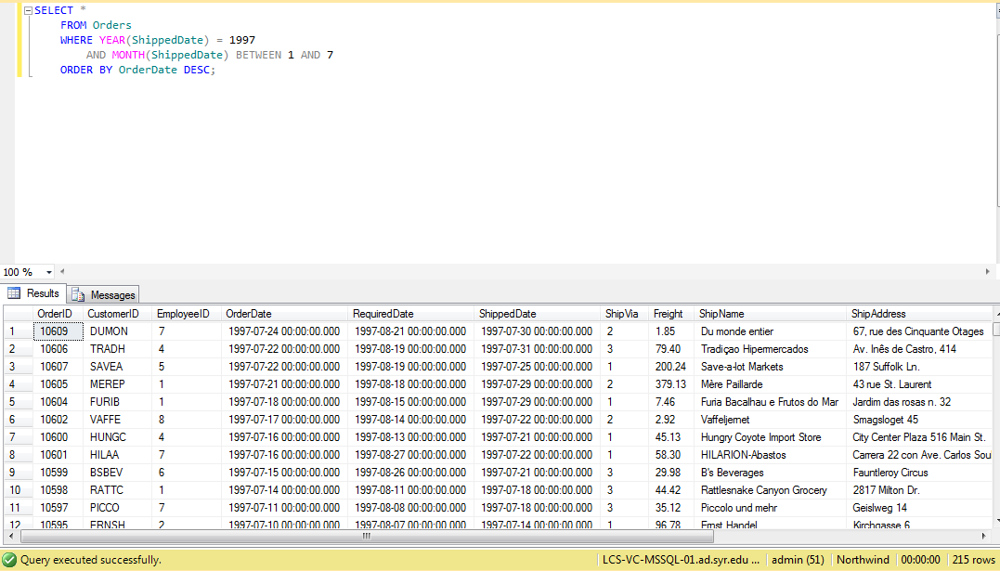 SELECT *
FROM Orders
WHERE YEAR(ShippedDate) = 1997
AND MONTH(ShippedDate) BETWEEN 1 AND 7
ORDER BY OrderDate DESC;
100 %
Results Messages
OrderID CustomerID EmployeeID OrderDate RequiredDate ShippedDate ShipVia Freight ShipName ShipAddress
1 10609 DUMON 7 1997-07-24 00:00:00.000 1997-08-21 00:00:00.000 1997-07-30 00:00:00.000 2 1.85 Du monde entier 67, rue des Cinquante Otages
2 10606 TRADH 4 1997-07-22 00:00:00.000 1997-08-19 00:00:00.000 1997-07-31 00:00:00.000 3 79.40 Tradiçao Hipermercados Av. Inês de Castro, 414
3 10607 SAVEA 5 1997-07-22 00:00:00.000 1997-08-19 00:00:00.000 1997-07-25 00:00:00.000 1 200.24 Save-a-lot Markets 187 Suffolk Ln.
4 10605 MEREP 1 1997-07-21 00:00:00.000 1997-08-18 00:00:00.000 1997-07-29 00:00:00.000 2 379.13 Mère Paillarde 43 rue St. Laurent
5 10604 FURIB 1 1997-07-18 00:00:00.000 1997-08-15 00:00:00.000 1997-07-29 00:00:00.000 1 7.46 Furia Bacalhau e Frutos do Mar Jardim das rosas n. 32
6 10602 VAFFE 8 1997-07-17 00:00:00.000 1997-08-14 00:00:00.000 1997-07-22 00:00:00.000 2 2.92 Vaffeljernet Smagsloget 45
7 10600 HUNGC 4 1997-07-16 00:00:00.000 1997-08-13 00:00:00.000 1997-07-21 00:00:00.000 1 45.13 Hungry Coyote Import Store City Center Plaza 516 Main St.
8 10601 HILAA 7 1997-07-16 00:00:00.000 1997-08-27 00:00:00.000 1997-07-22 00:00:00.000 1 58.30 HILARION-Abastos Carrera 22 con Ave. Carlos Sou
9 10599 BSBEV 6 1997-07-15 00:00:00.000 1997-08-26 00:00:00.000 1997-07-21 00:00:00.000 3 29.98 B's Beverages Fauntleroy Circus
10 10598 RATTC 1 1997-07-14 00:00:00.000 1997-08-11 00:00:00.000 1997-07-18 00:00:00.000 3 44.42 Rattlesnake Canyon Grocery 2817 Milton Dr.
11 10597 PICCO 7 1997-07-11 00:00:00.000 1997-08-08 00:00:00.000 1997-07-18 00:00:00.000 3 35.12 Piccolo und mehr Geislweg 14
12 10595 ERNSH 2 1997-07-10 00:00:00.000 1997-08-07 00:00:00.000 1997-07-14 00:00:00.000 1 96.78 Ernst Handel Kirchgasse 6
Query executed successfully. LCS-VC-MSSQL-01.ad.syr.edu ... admin (51) Northwind 00:00:00 215 rows